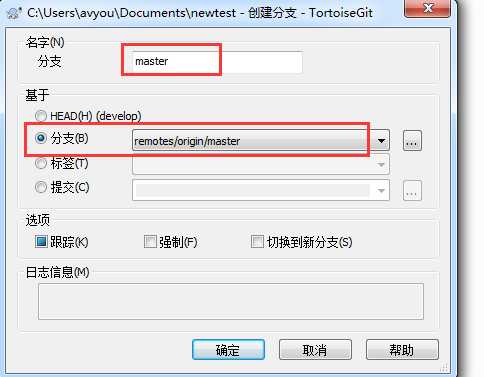 C:\Users\avyou\Documents\newtest - 创建分支 - TortoiseGit
名字(N)
分支 master
基于
HEAD(H) (develop)
分支(B) remotes/origin/master ...
标签(T)
提交(C) ...
选项
跟踪(K) 强制(F) 切换到新分支(S)
日志信息(M)
确定 取消 帮助